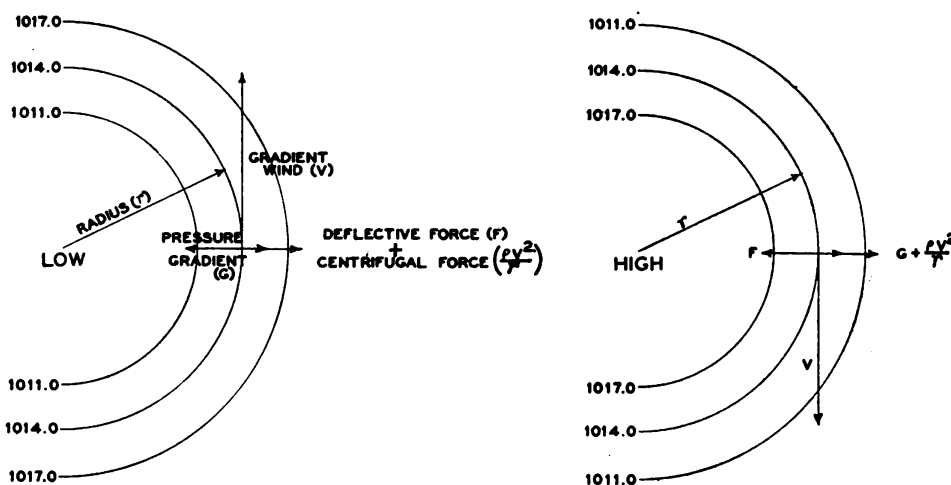 1017.0
1014.0
1011.0
GRADIENT
WIND (V)
RADIUS (r)
LOW
PRESSURE
GRADIENT
(G)
DEFLECTIVE FORCE (F)
+
CENTRIFUGAL FORCE (ρV²/r)
1011.0
1014.0
1017.0
1011.0
1014.0
1017.0
r
HIGH
F
G + ρV²/r
V
1017.0
1014.0
1011.0